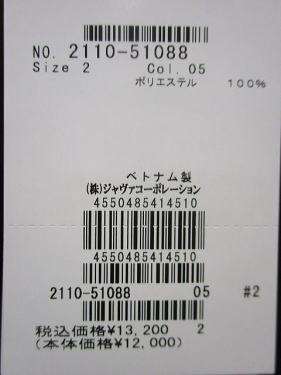 NO. 2110-51088
Size 2 Col. 05
ポリエステル 100%
ベトナム製
(株)ジャヴァコーポレーション
4550485414510
4550485414510
2110-51088 05 #2
税込価格¥13,200 2
(本体価格¥12,000)